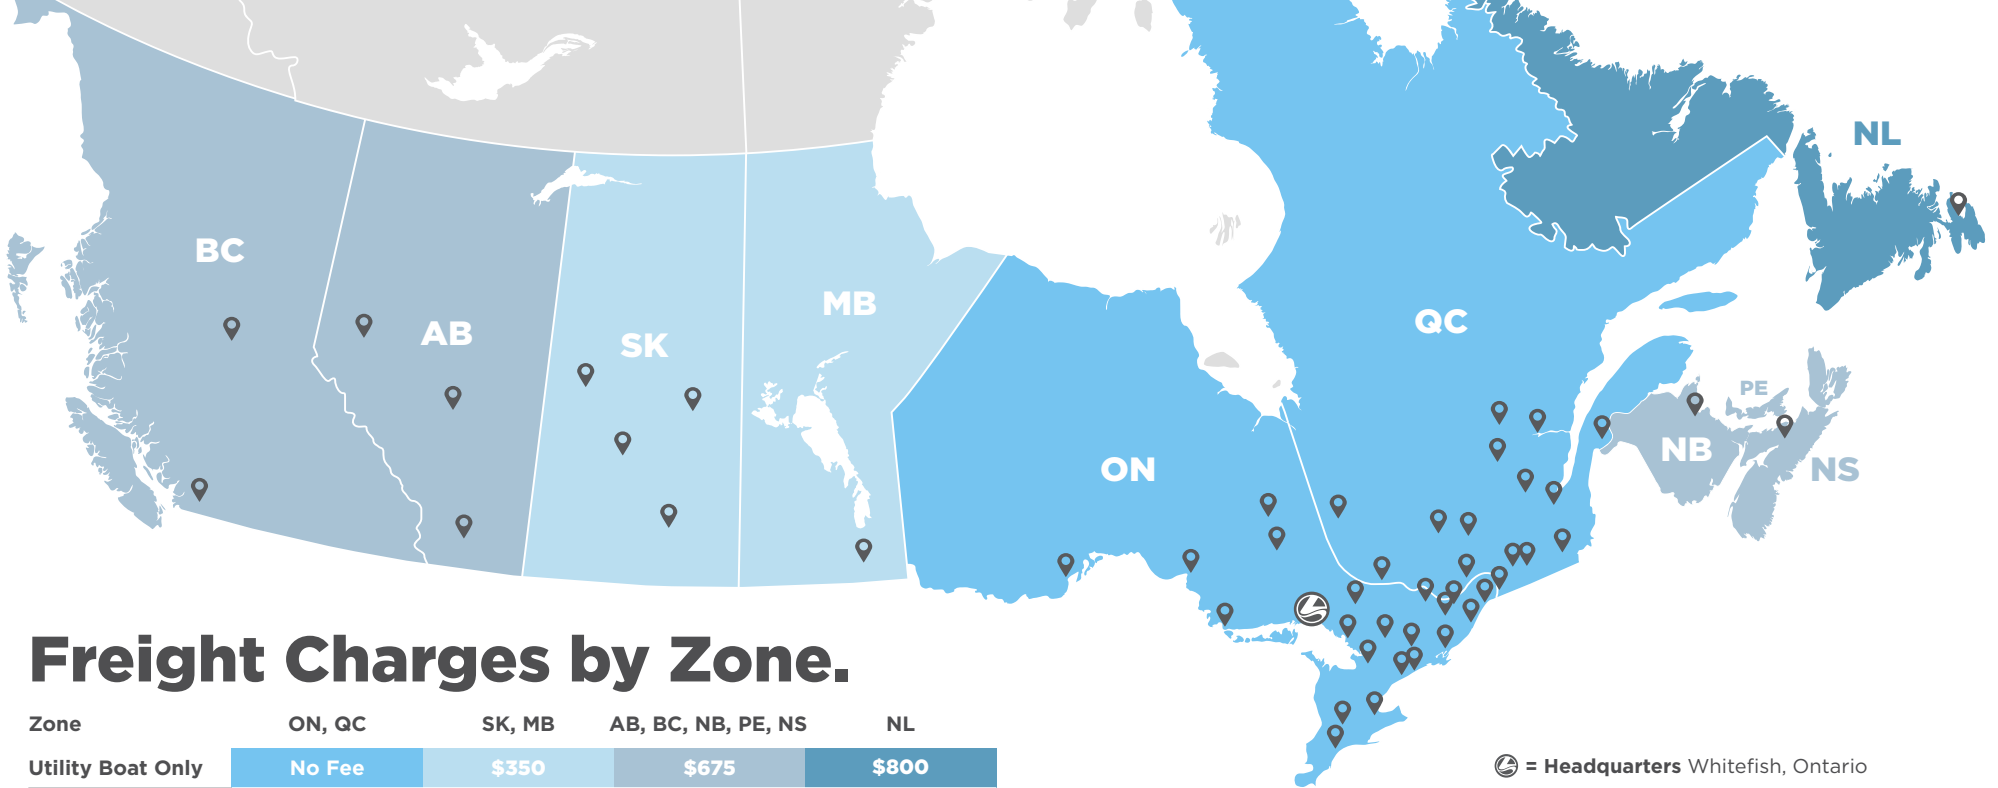 NL
BC
MB
QC
AB
SK
PE
NB
ON
NS
Freight Charges by Zone.
Zone ON, QC SK, MB AB, BC, NB, PE, NS NL
Utility Boat Only No Fee $350 $675 $800
= Headquarters Whitefish, Ontario